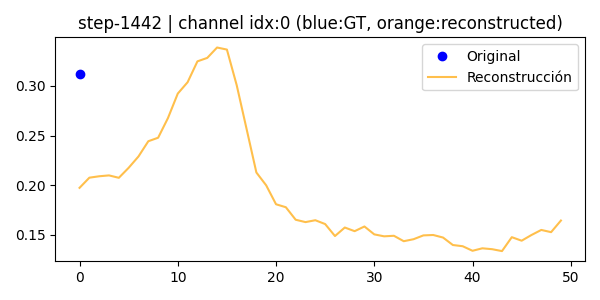 step-1442 | channel idx:0 (blue:GT, orange:reconstructed)
Original
Reconstrucción
0.30
0.25
0.20
0.15
0 10 20 30 40 50